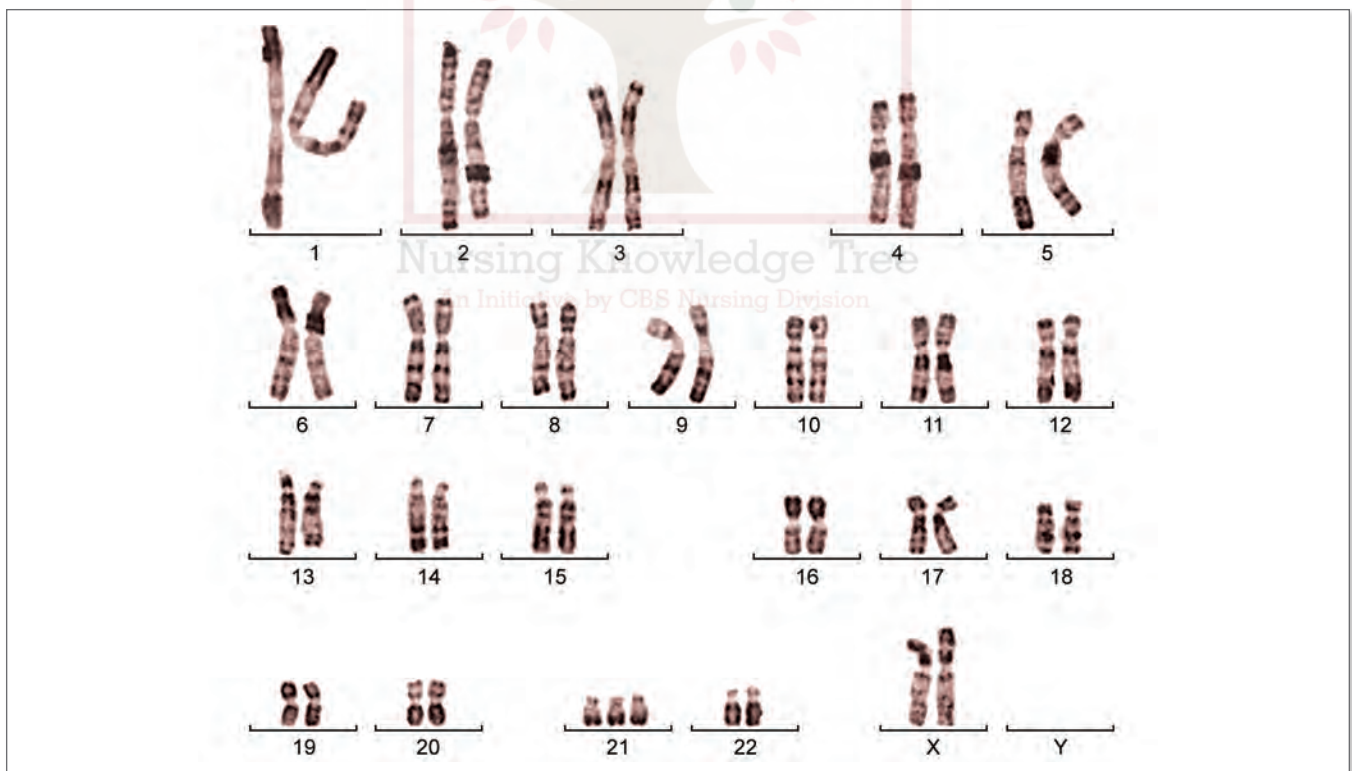 1 2 3 4 5
Nursing Knowledge Tree
An Initiative by CBS Nursing Division
6 7 8 9 10 11 12
13 14 15 16 17 18
19 20 21 22 X Y